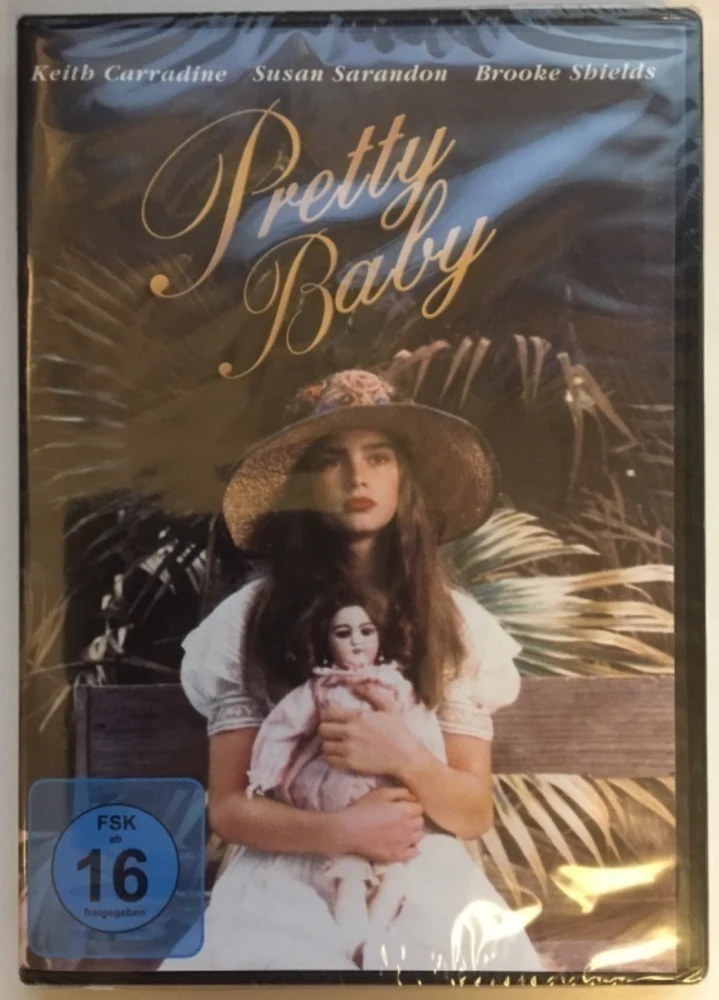 Keith Carradine Susan Sarandon Brooke Shields
Pretty
Baby
FSK
ab
16
freigegeben